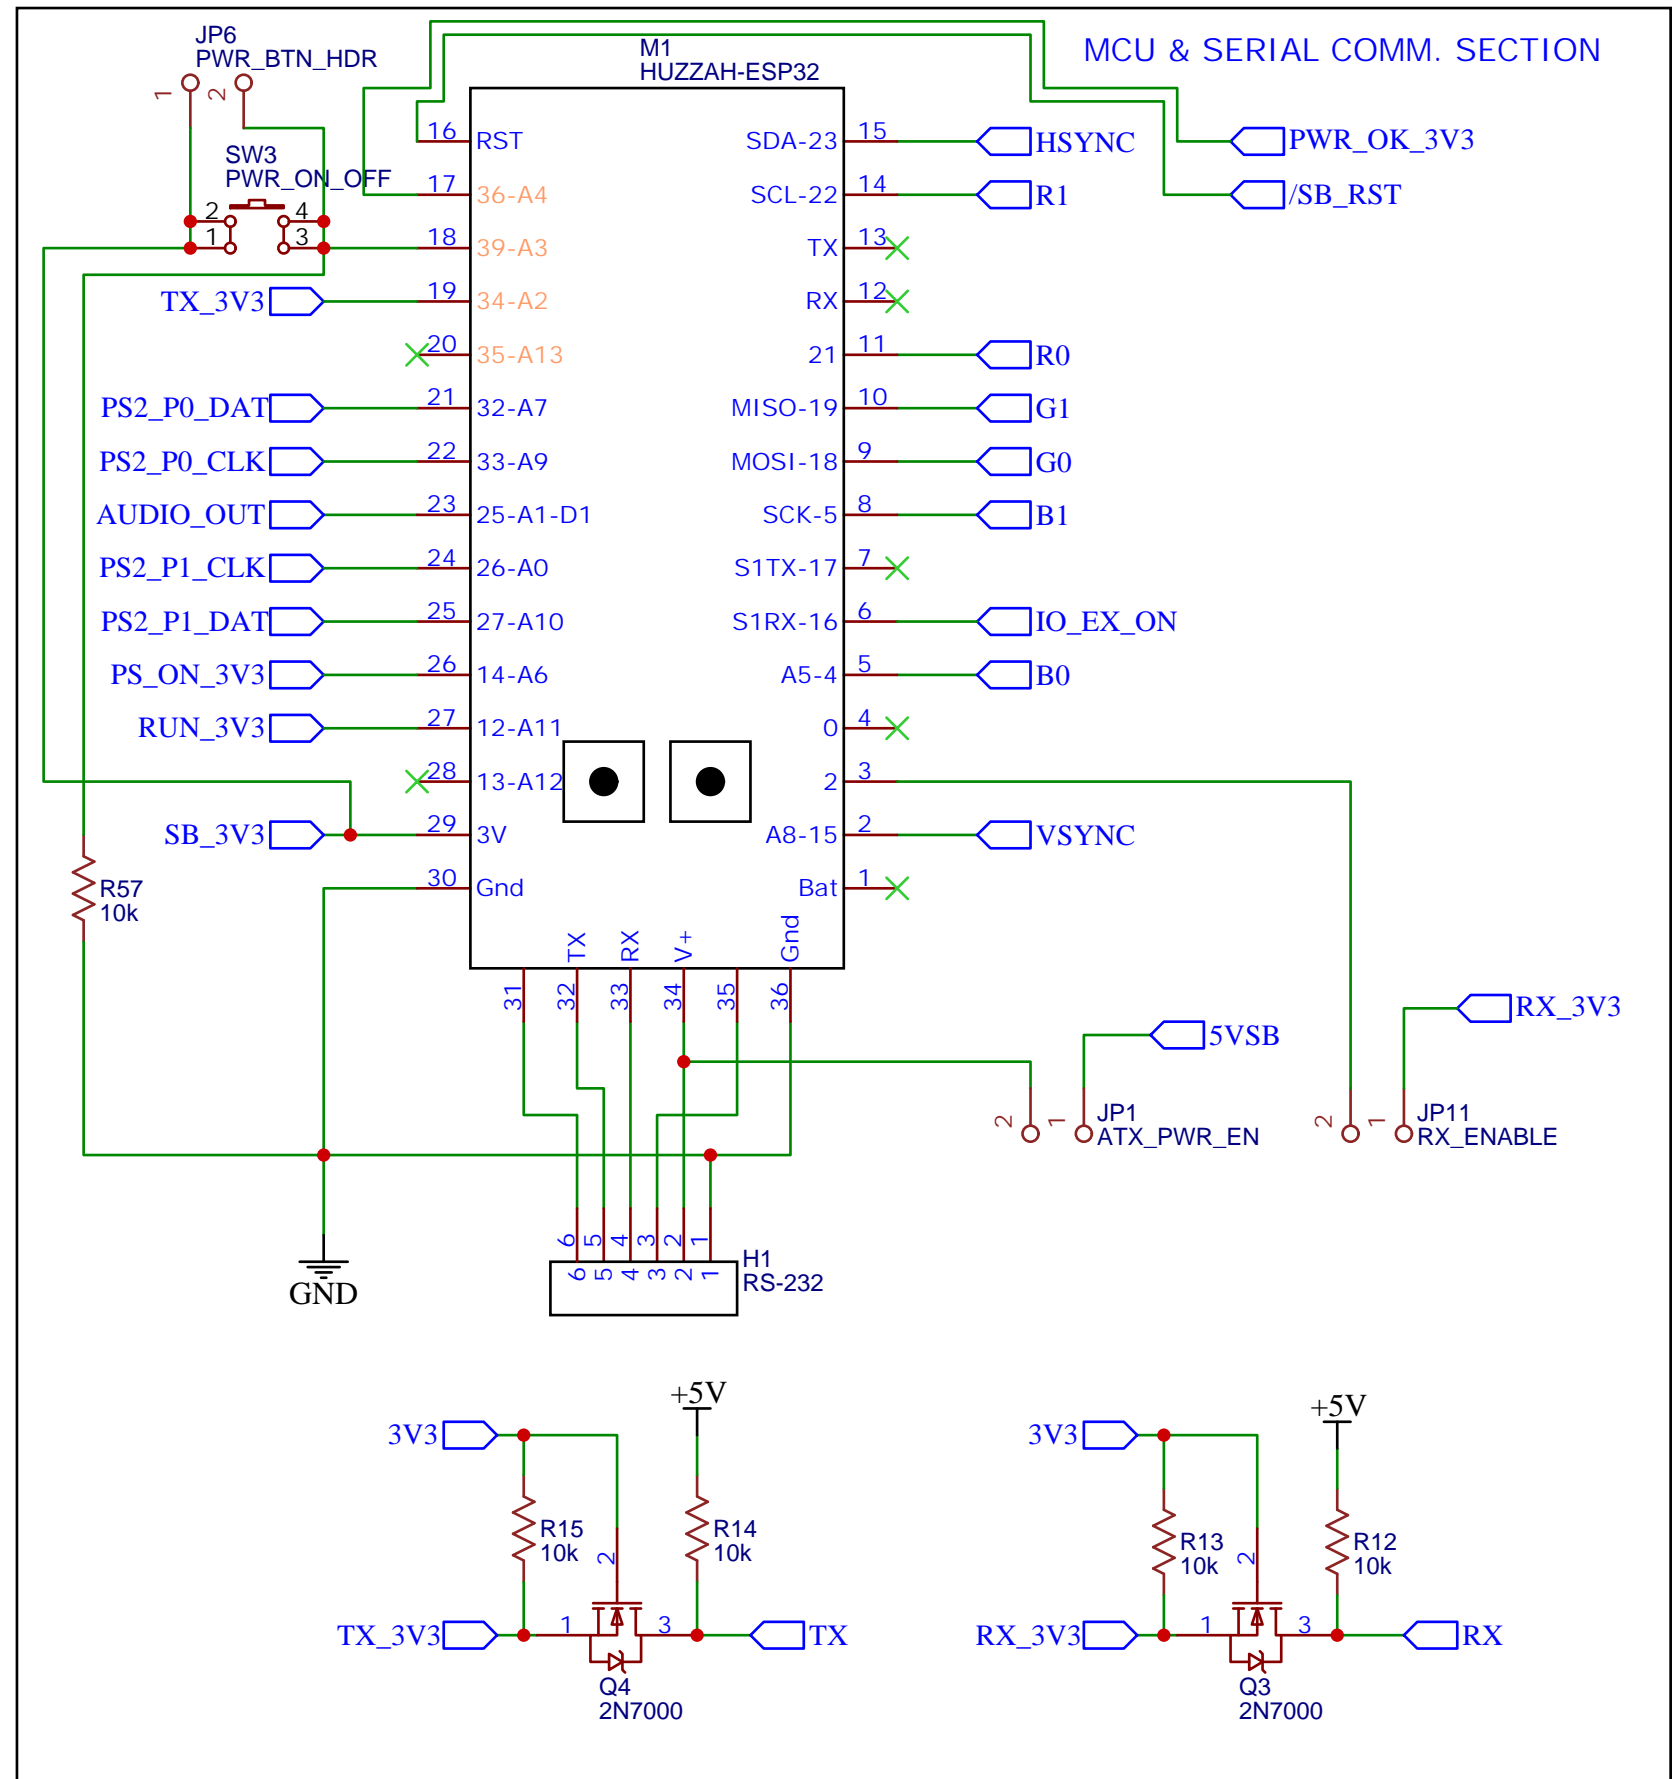 MCU & SERIAL COMM. SECTION
JP6
PWR_BTN_HDR
1
2
SW3
PWR_ON_OFF
2
4
1
3
M1
HUZZAH-ESP32
16 RST
17 36-A4
18 39-A3
TX_3V3 19 34-A2
20 35-A13
PS2_P0_DAT 21 32-A7
PS2_P0_CLK 22 33-A9
AUDIO_OUT 23 25-A1-D1
PS2_P1_CLK 24 26-A0
PS2_P1_DAT 25 27-A10
PS_ON_3V3 26 14-A6
RUN_3V3 27 12-A11
28 13-A12
SB_3V3 29 3V
30 Gnd
SDA-23 15 HSYNC
SCL-22 14 R1
TX 13
RX 12
21 11 R0
MISO-19 10 G1
MOSI-18 9 G0
SCK-5 8 B1
S1TX-17 7
S1RX-16 6 IO_EX_ON
A5-4 5 B0
0 4
2 3
A8-15 2 VSYNC
Bat 1
PWR_OK_3V3
/SB_RST
R57
10k
TX RX V+ Gnd
31 32 33 34 35 36
5VSB
RX_3V3
2 1 JP1
ATX_PWR_EN
2 1 JP11
RX_ENABLE
6 5 4 3 2 1
6 5 4 3 2 1
H1
RS-232
GND
3V3
+5V
R15
10k
2
R14
10k
TX_3V3 1 3 TX
Q4
2N7000
3V3
+5V
R13
10k
2
R12
10k
RX_3V3 1 3 RX
Q3
2N7000